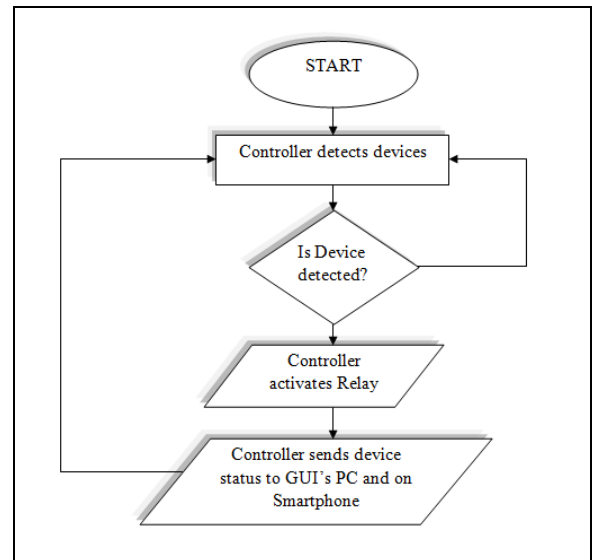 START
Controller detects devices
Is Device
detected?
Controller
activates Relay
Controller sends device
status to GUI’s PC and on
Smartphone